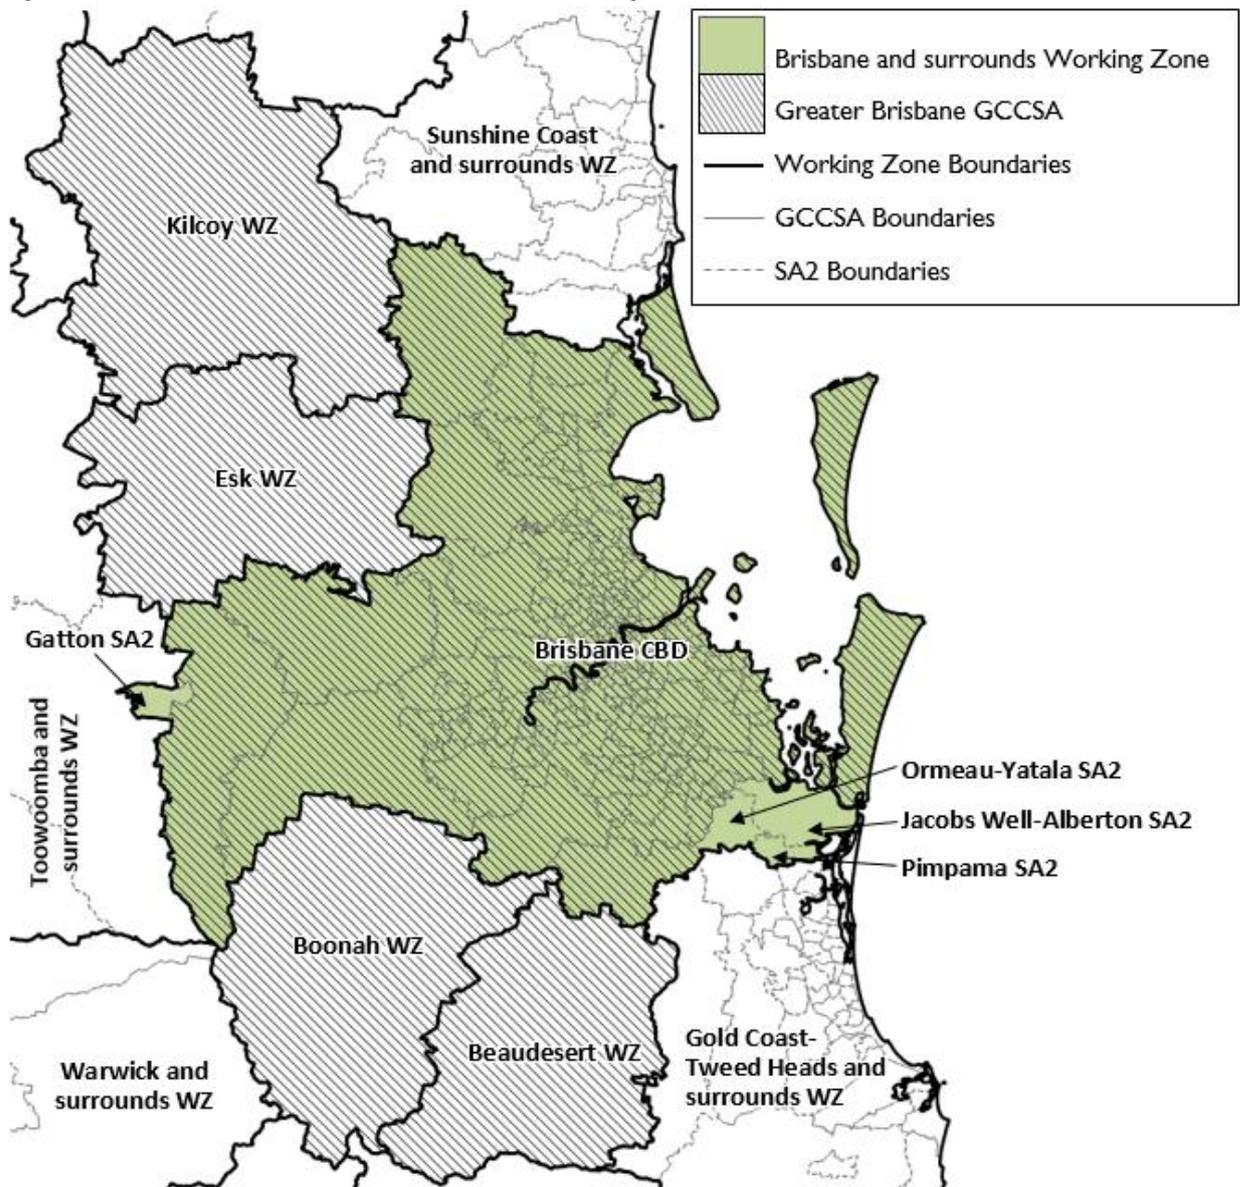 Brisbane and surrounds Working Zone
Greater Brisbane GCCSA
Working Zone Boundaries
GCCSA Boundaries
SA2 Boundaries
Sunshine Coast
and surrounds WZ
Kilcoy WZ
Esk WZ
Gatton SA2
Brisbane CBD
Toowoomba and
surrounds WZ
Ormeau-Yatala SA2
Jacobs Well-Alberton SA2
Pimpama SA2
Boonah WZ
Beaudesert WZ
Gold Coast-
Tweed Heads and
surrounds WZ
Warwick and
surrounds WZ